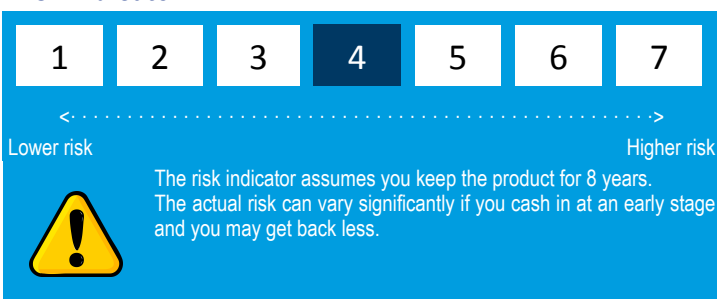 1 2 3 4 5 6 7
Lower risk Higher risk
The risk indicator assumes you keep the product for 8 years.
The actual risk can vary significantly if you cash in at an early stage
and you may get back less.